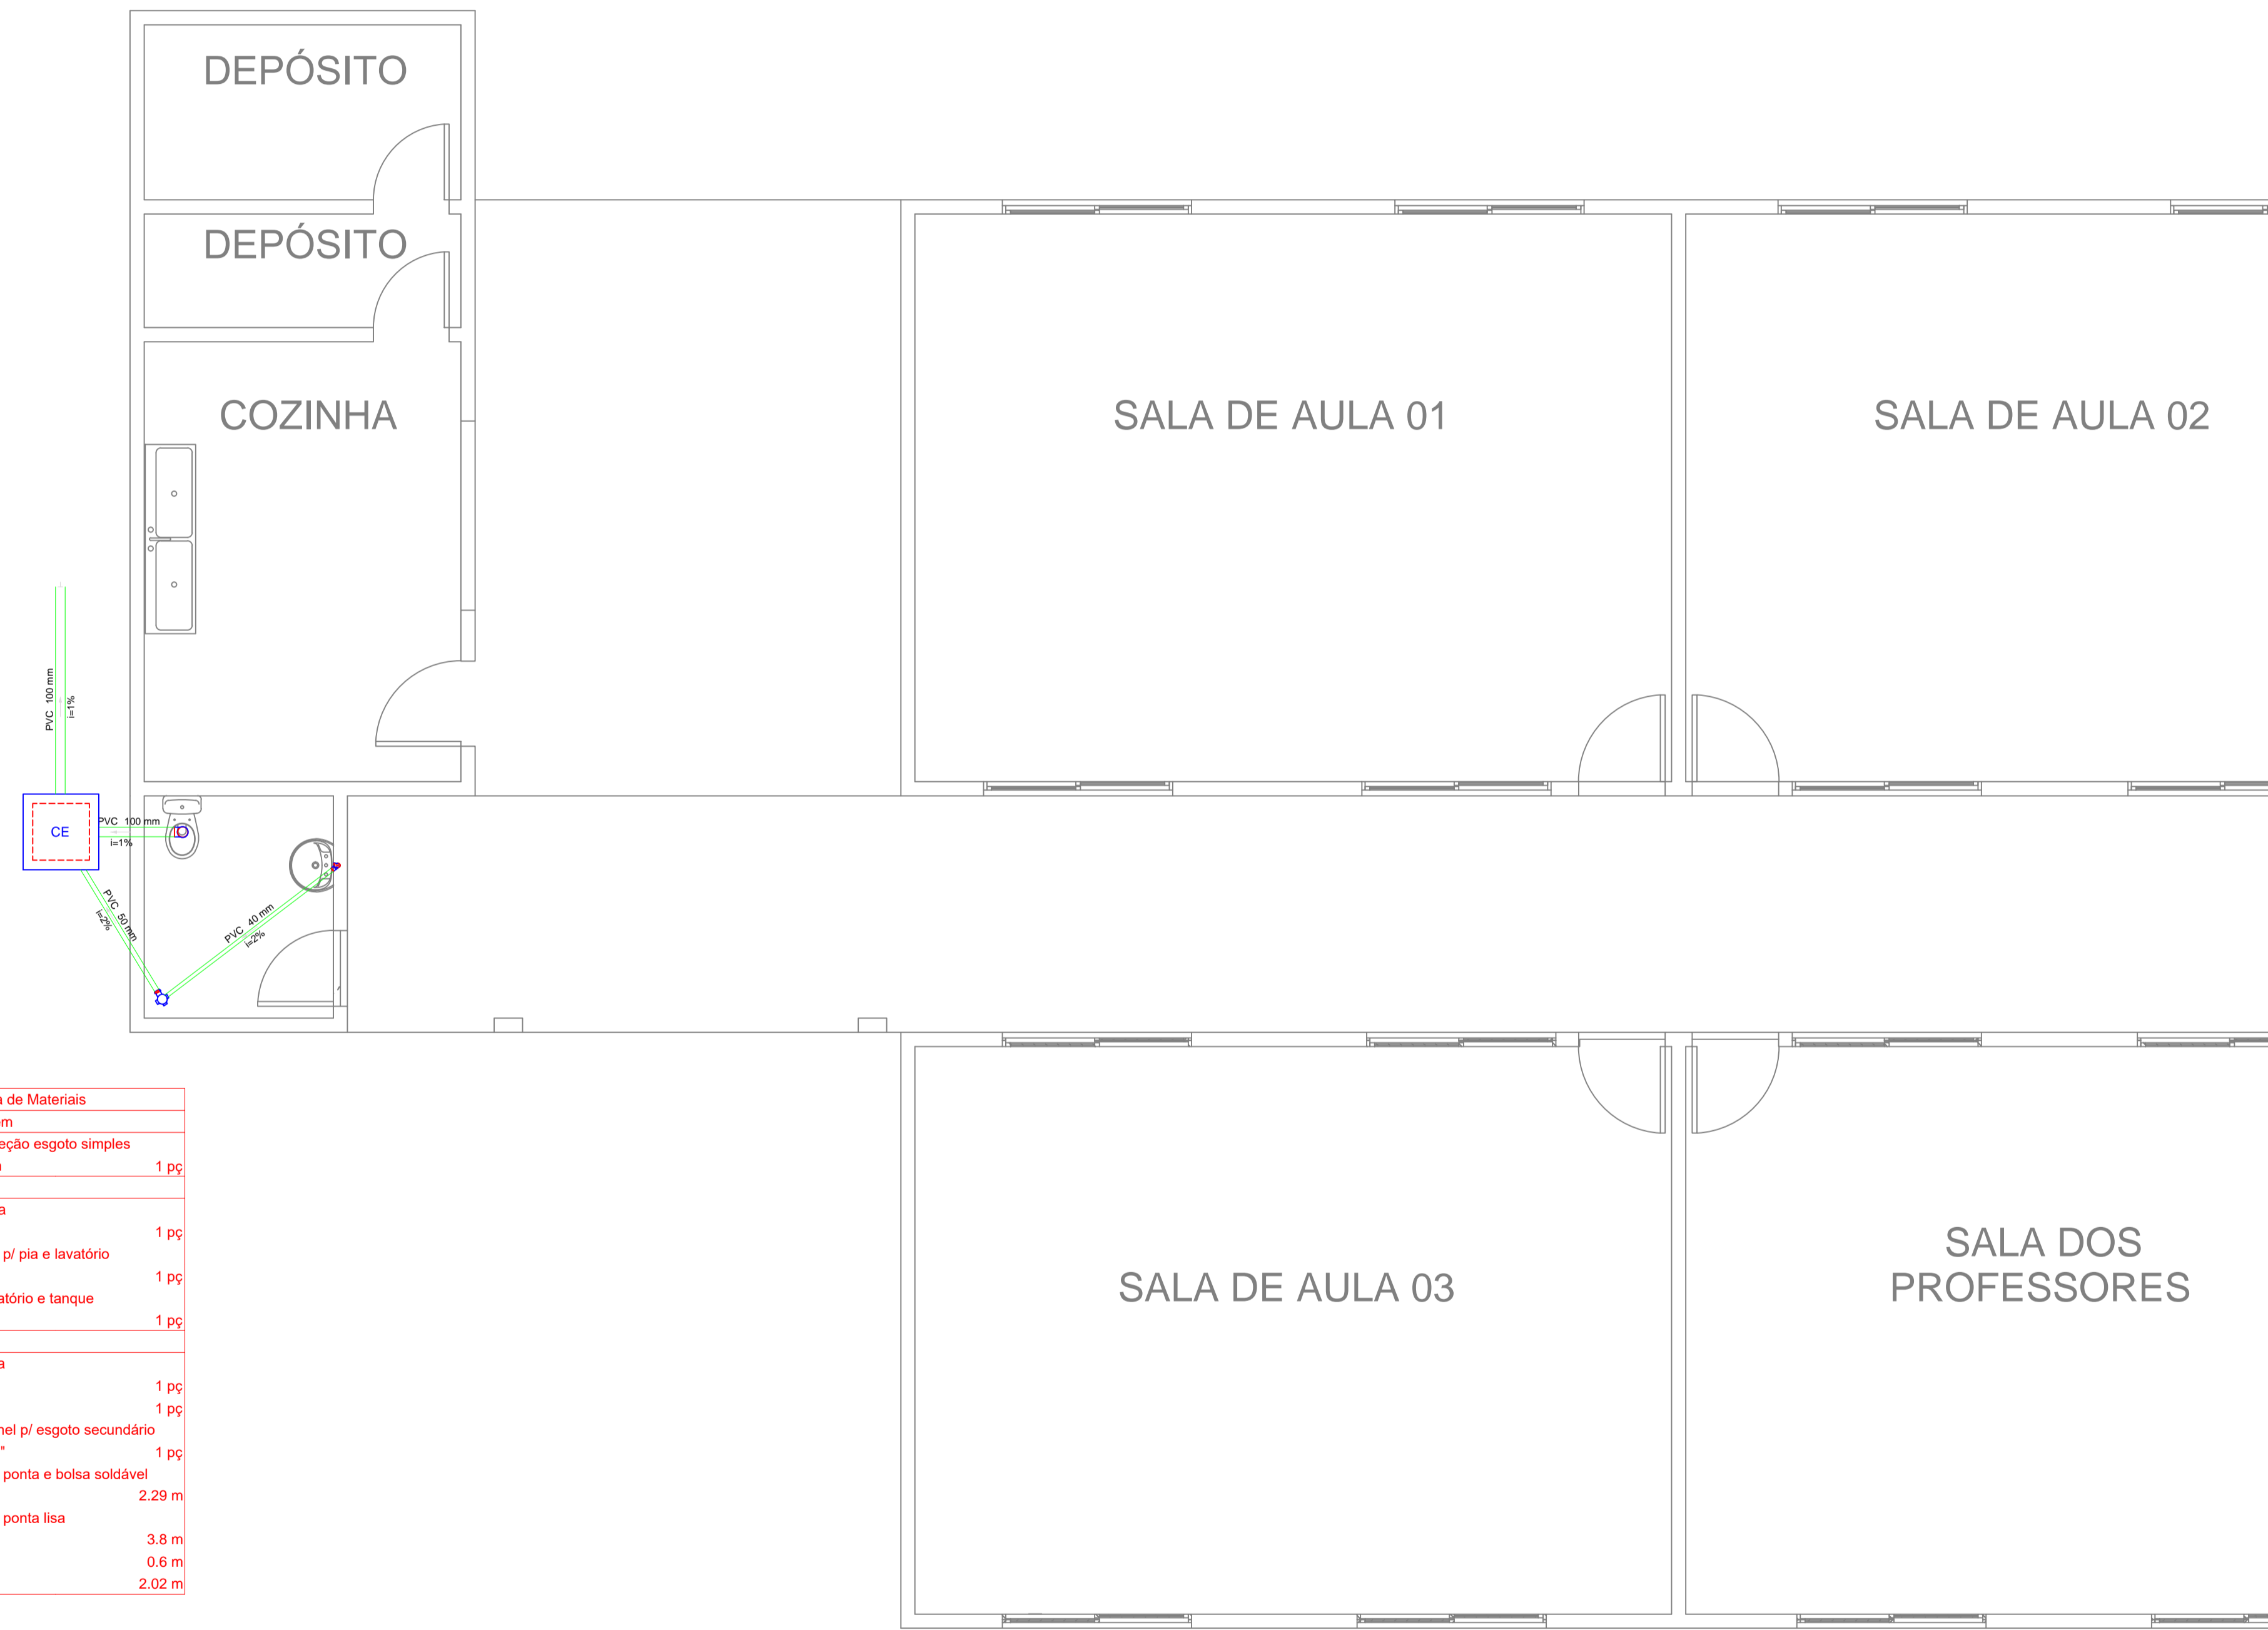 DEPÓSITO
DEPÓSITO
COZINHA
SALA DE AULA 01
SALA DE AULA 02
PVC 100 mm
i=1%
CE
PVC 100 mm
i=1%
PVC 50 mm
i=2%
PVC 40 mm
i=2%
SALA DE AULA 03
SALA DOS
PROFESSORES
de Materiais
esgoto simples
1 pç
1 pç
p/ pia e lavatório
1 pç
e tanque
1 pç
1 pç
1 pç
p/ esgoto secundário
" 1 pç
ponta e bolsa soldável
2.29 m
ponta lisa
3.8 m
0.6 m
2.02 m